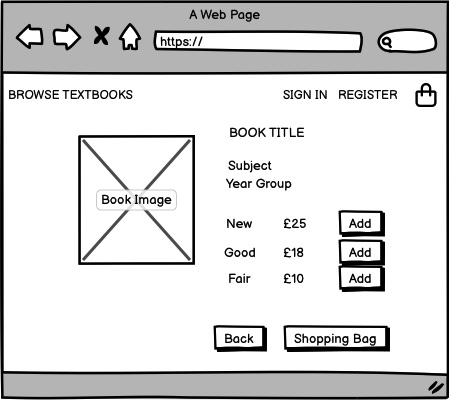 A Web Page
https://
BROWSE TEXTBOOKS SIGN IN REGISTER
BOOK TITLE
Book Image
Subject
Year Group
New £25 Add
Good £18 Add
Fair £10 Add
Back Shopping Bag